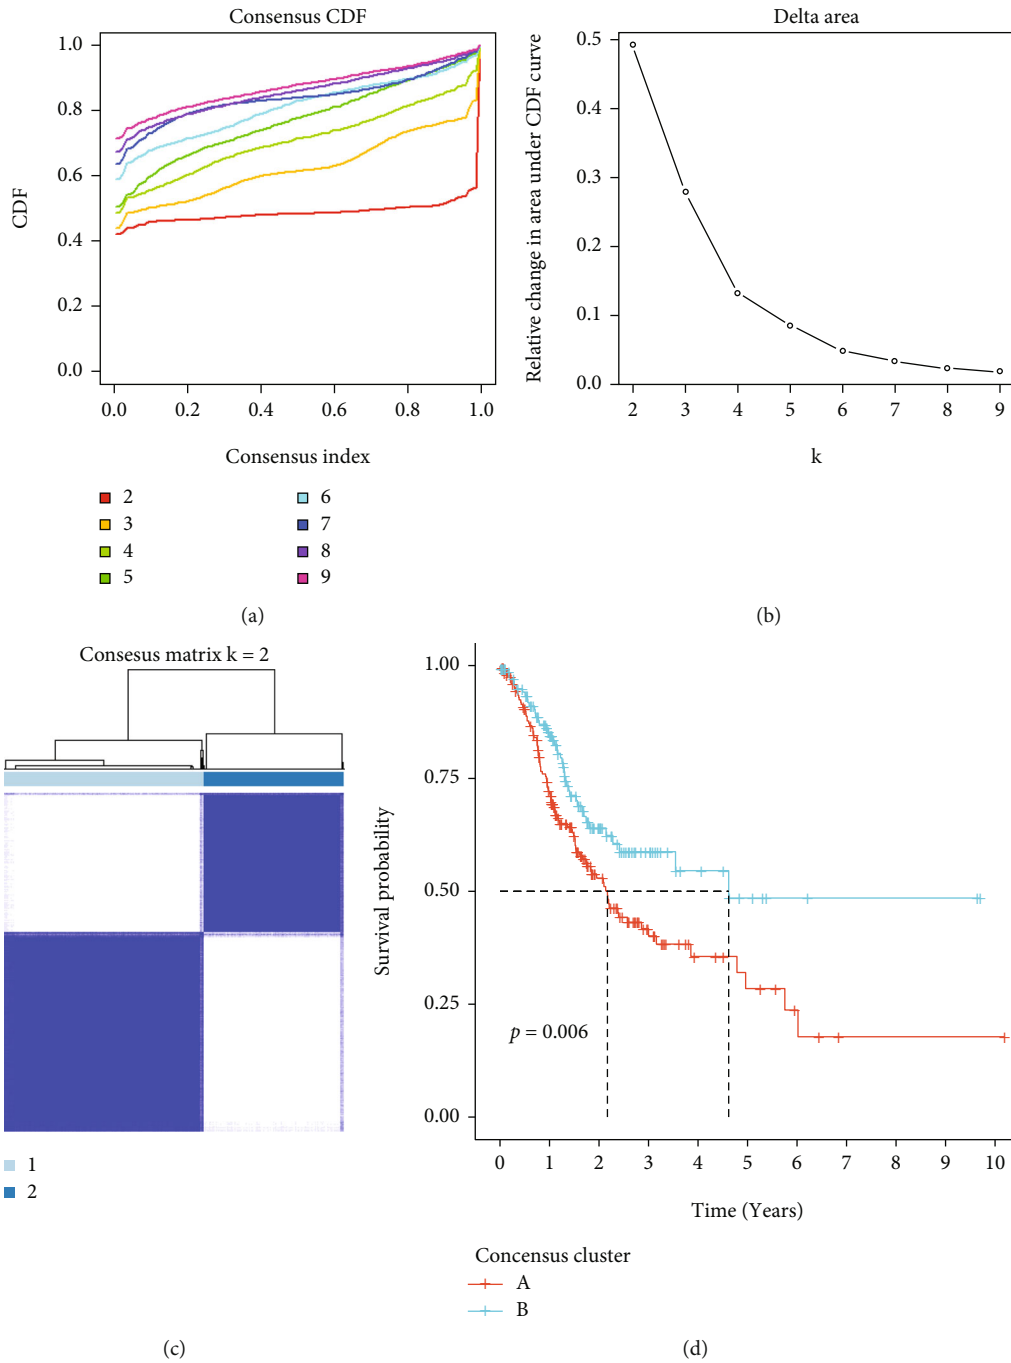 Consensus CDF
1.0
0.8
0.6
0.4
0.2
0.0
CDF
0.0 0.2 0.4 0.6 0.8 1.0
Consensus index
2
3
4
5
6
7
8
9
(a)
Delta area
0.5
0.4
0.3
0.2
0.1
0.0
Relative change in area under CDF curve
2 3 4 5 6 7 8 9
k
(b)
Consesus matrix k = 2
1
2
(c)
1.00
0.75
0.50
0.25
0.00
Survival probability
p = 0.006
0 1 2 3 4 5 6 7 8 9 10
Time (Years)
Concensus cluster
A
B
(d)